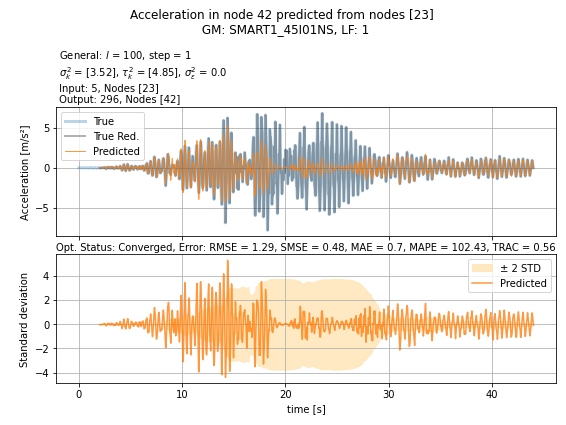 Acceleration in node 42 predicted from nodes [23]
GM: SMART1_45I01NS, LF: 1
General: l = 100, step = 1
σ²ₖ = [3.52], τ²ₖ = [4.85], σ²ε = 0.0
Input: 5, Nodes [23]
Output: 296, Nodes [42]
True
True Red.
Predicted
Acceleration [m/s²]
5
0
−5
Opt. Status: Converged, Error: RMSE = 1.29, SMSE = 0.48, MAE = 0.7, MAPE = 102.43, TRAC = 0.56
± 2 STD
Predicted
Standard deviation
4
2
0
−2
−4
0 10 20 30 40
time [s]